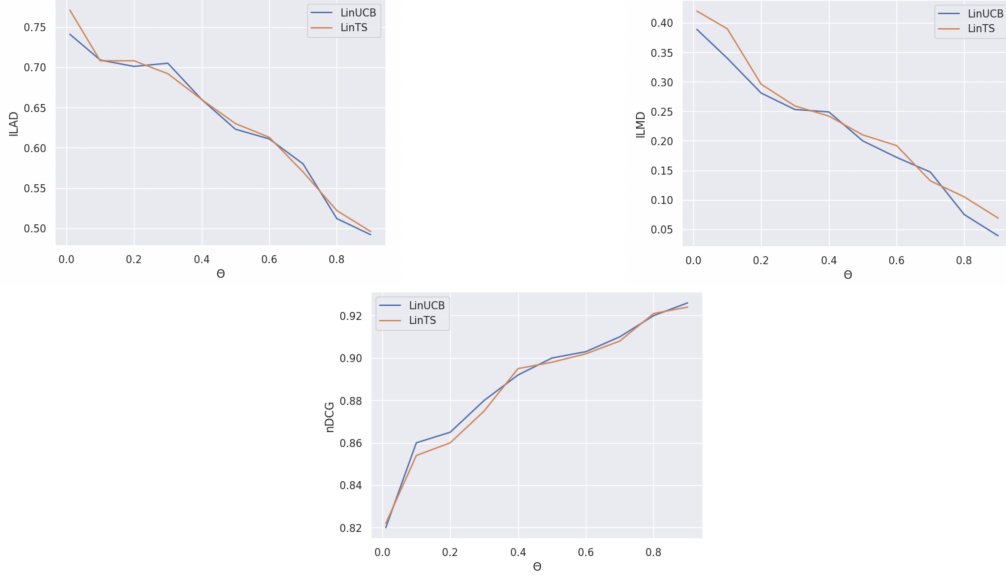 LinUCB
LinTS
ILAD
0.75
0.70
0.65
0.60
0.55
0.50
0.0 0.2 0.4 0.6 0.8
Θ
LinUCB
LinTS
ILMD
0.40
0.35
0.30
0.25
0.20
0.15
0.10
0.05
0.0 0.2 0.4 0.6 0.8
Θ
LinUCB
LinTS
nDCG
0.92
0.90
0.88
0.86
0.84
0.82
0.0 0.2 0.4 0.6 0.8
Θ